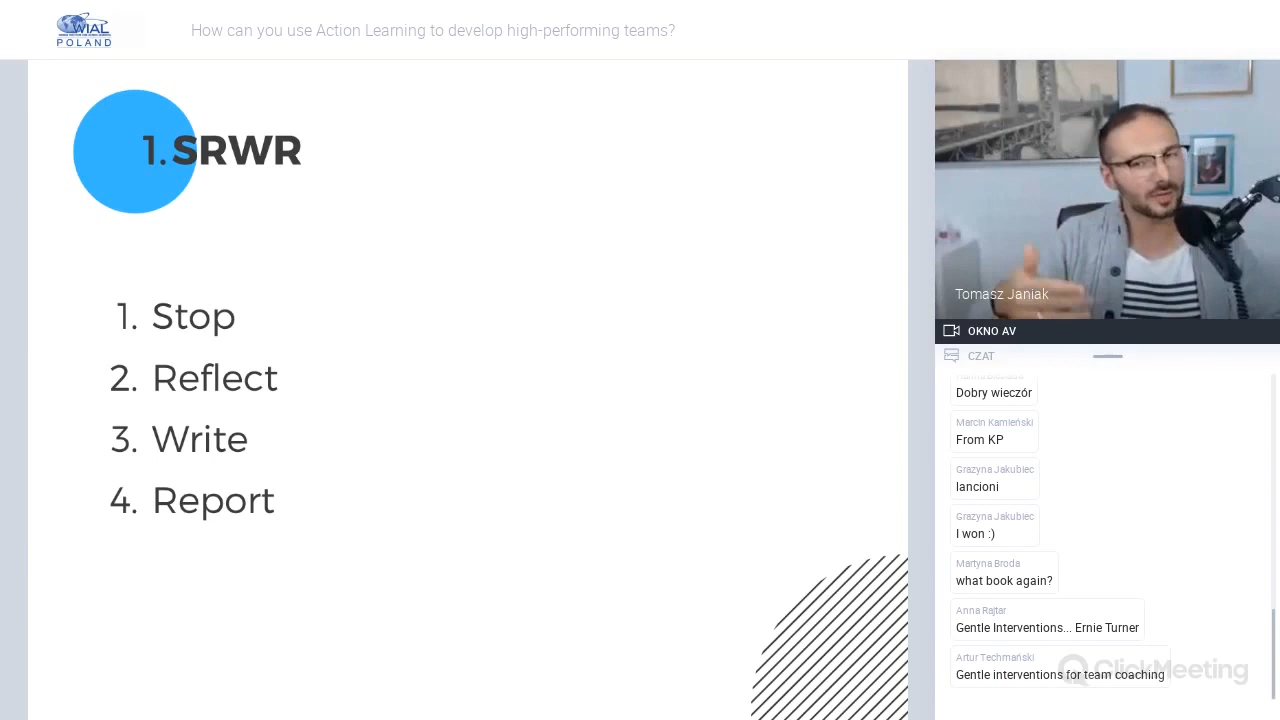 WIAL
POLAND
How can you use Action Learning to develop high-performing teams?
1. SRWR
1. Stop
2. Reflect
3. Write
4. Report
Tomasz Janiak
OKNO AV
CZAT
Dobry wieczór
Marcin Kamieński
From KP
Grazyna Jakubiec
lancioni
Grazyna Jakubiec
I won :)
Martyna Broda
what book again?
Anna Rajtar
Gentle Interventions... Ernie Turner
Artur Techmański
Gentle interventions for team coaching
ClickMeeting